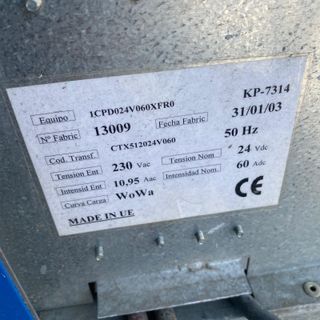 KP-7314
Equipo 1CPD024V060XFR0
Nº Fabric 13009 Fecha Fabric 31/01/03
Cod. Transf. CTX512024V060 50 Hz
Tension Ent 230 Vac Tension Nom 24 Vdc
Intensid Ent 10,95 Aac Intensidad Nom 60 Adc
Curva Carga WoWa CE
MADE IN UE